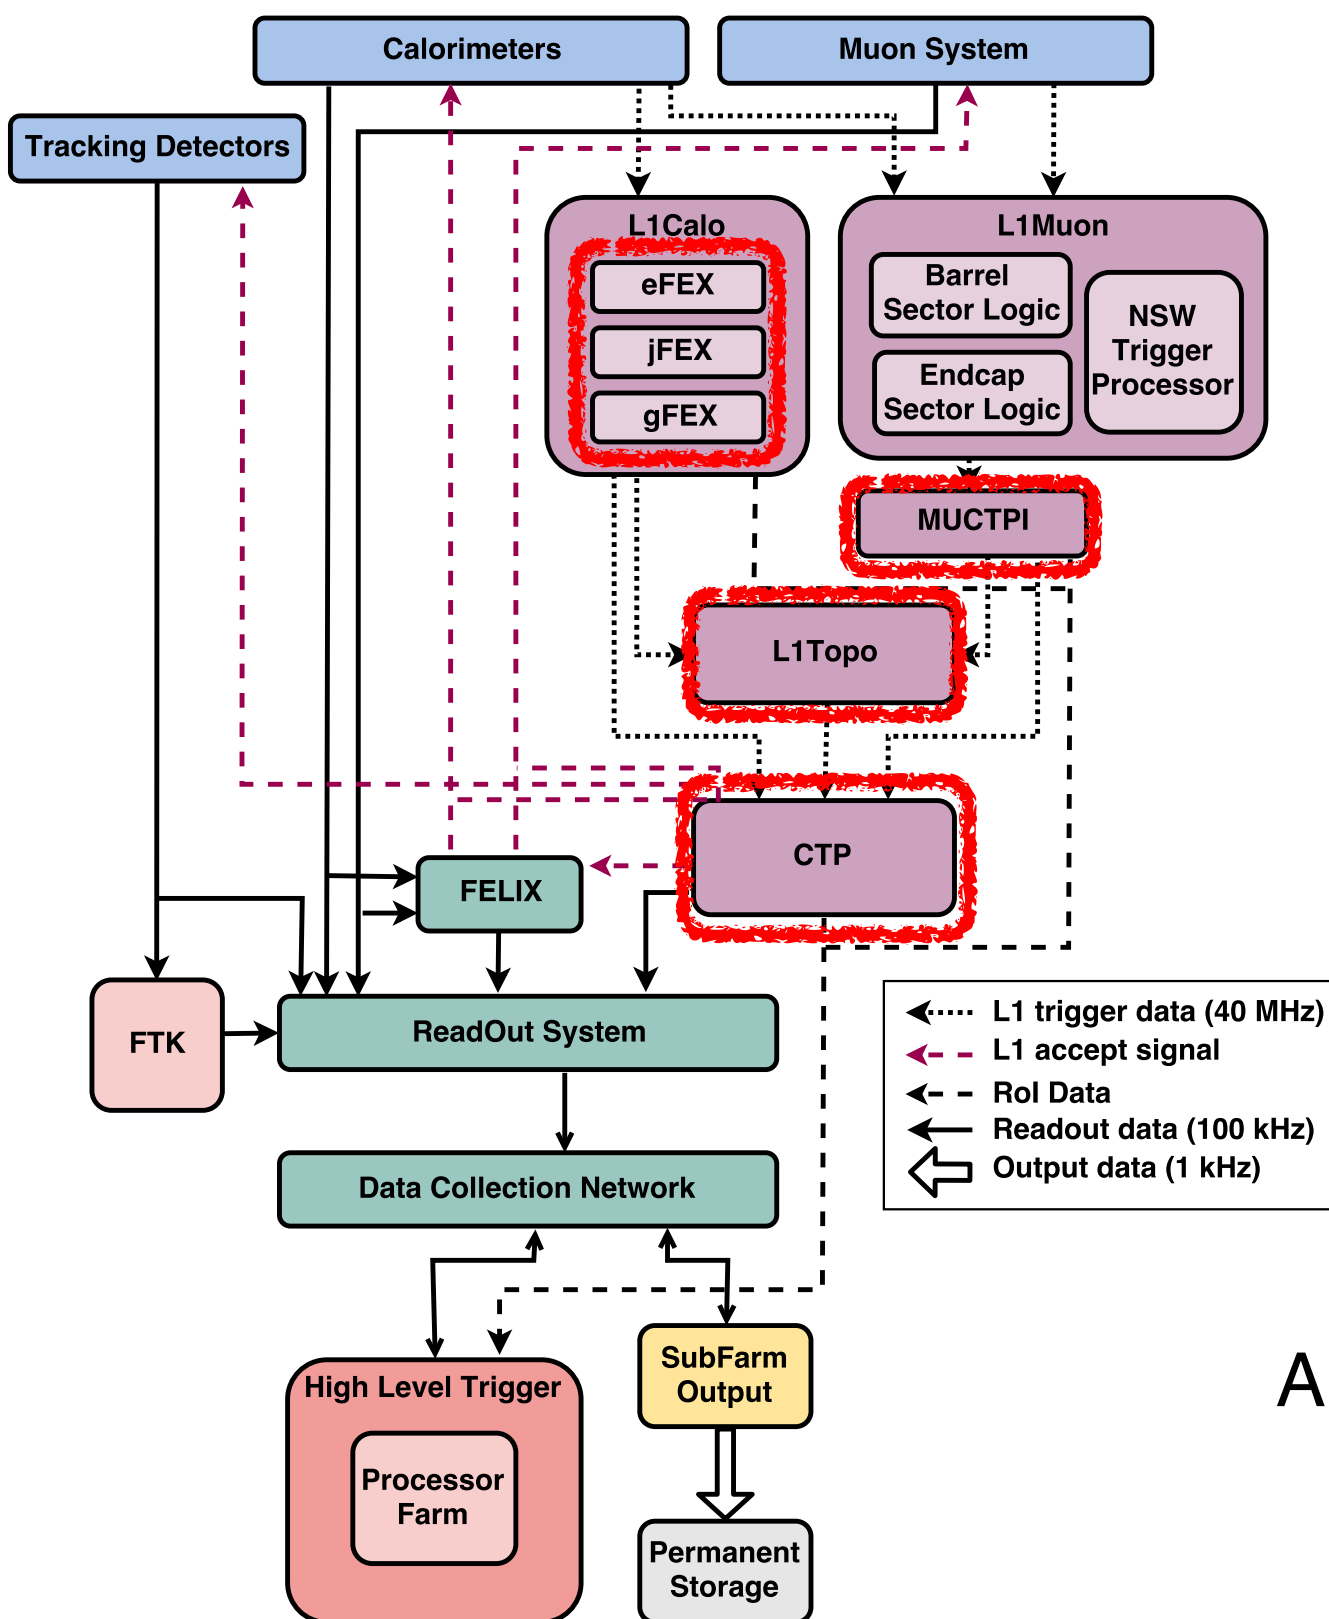 Calorimeters
Muon System
Tracking Detectors
L1Calo
eFEX
jFEX
gFEX
L1Muon
Barrel
Sector Logic
Endcap
Sector Logic
NSW
Trigger
Processor
MUCTPI
L1Topo
CTP
FELIX
FTK
ReadOut System
Data Collection Network
L1 trigger data (40 MHz)
L1 accept signal
RoI Data
Readout data (100 kHz)
Output data (1 kHz)
High Level Trigger
Processor
Farm
SubFarm
Output
Permanent
Storage
A